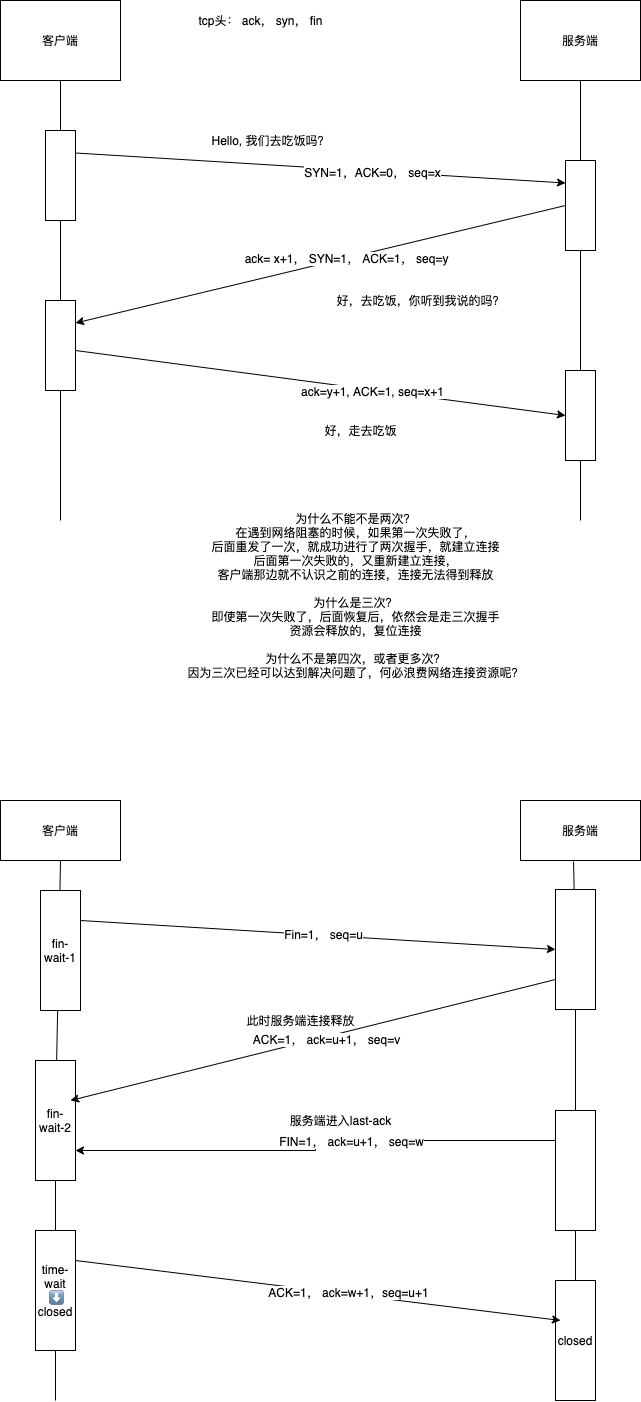 客户端
tcp头： ack， syn， fin
服务端
Hello, 我们去吃饭吗？
SYN=1，ACK=0， seq=x
ack= x+1， SYN=1， ACK=1， seq=y
好，去吃饭，你听到我说的吗？
ack=y+1, ACK=1, seq=x+1
好，走去吃饭
为什么不能不是两次？
在遇到网络阻塞的时候，如果第一次失败了，
后面重发了一次，就成功进行了两次握手，就建立连接
后面第一次失败的，又重新建立连接，
客户端那边就不认识之前的连接，连接无法得到释放
为什么是三次？
即使第一次失败了，后面恢复后，依然会是走三次握手
资源会释放的，复位连接
为什么不是第四次，或者更多次？
因为三次已经可以达到解决问题了，何必浪费网络连接资源呢？
客户端
服务端
fin-
wait-1
Fin=1， seq=u
此时服务端连接释放
ACK=1， ack=u+1， seq=v
fin-
wait-2
服务端进入last-ack
FIN=1， ack=u+1， seq=w
time-
wait
⬇️
closed
ACK=1， ack=w+1，seq=u+1
closed